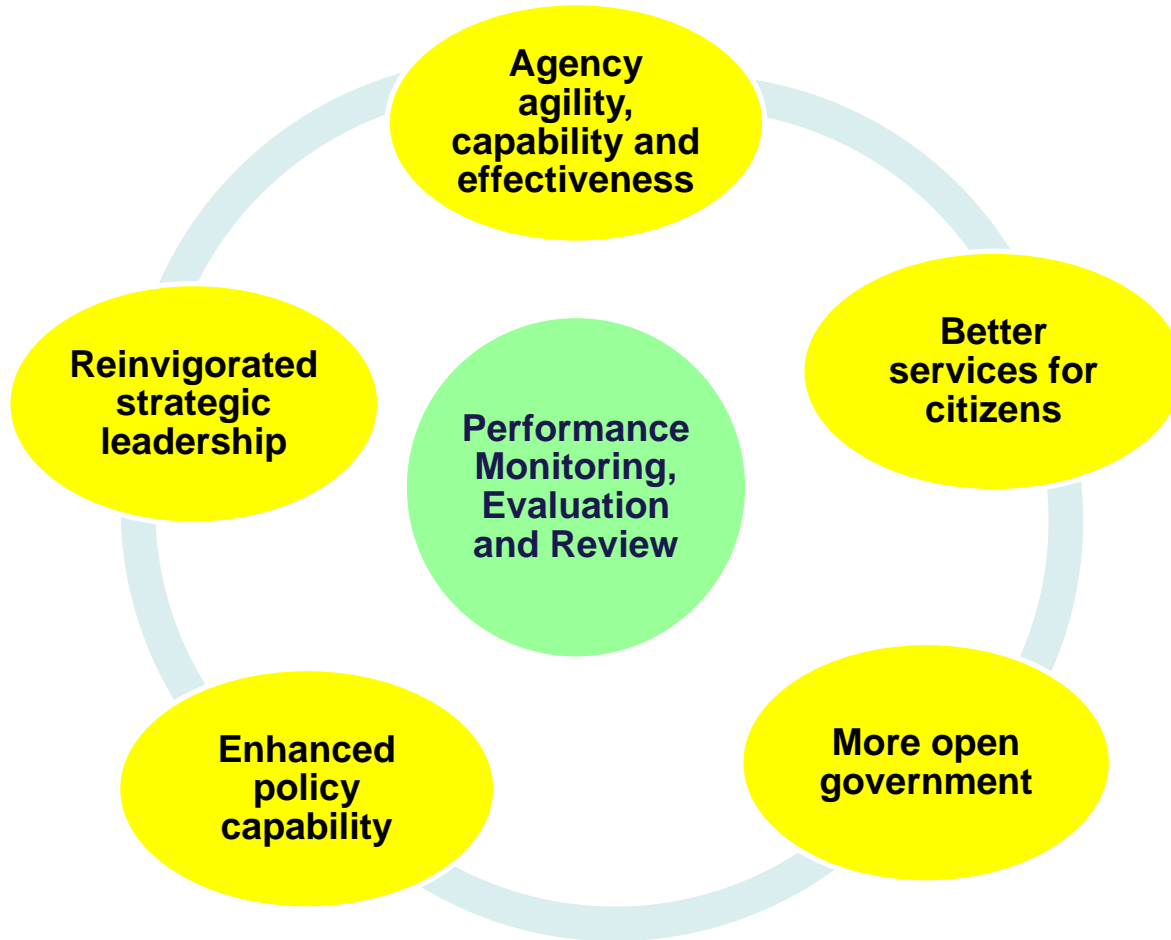 Agency
agility,
capability and
effectiveness
Better
services for
citizens
Reinvigorated
strategic
leadership
Performance
Monitoring,
Evaluation
and Review
More open
government
Enhanced
policy
capability